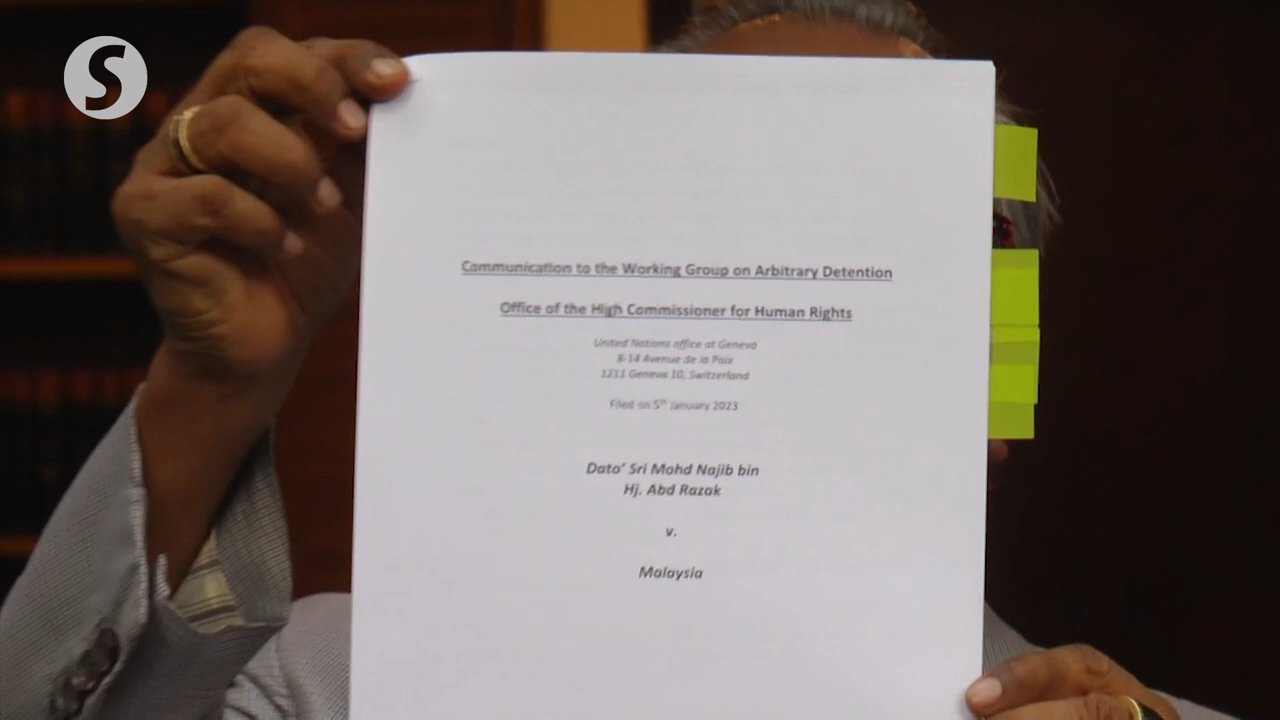 S
Communication to the Working Group on Arbitrary Detention
Office of the High Commissioner for Human Rights
United Nations office at Geneva
8-14 Avenue de la Paix
1211 Geneva 10, Switzerland
Filed on 5th January 2023
Dato' Sri Mohd Najib bin
Hj. Abd Razak
v.
Malaysia